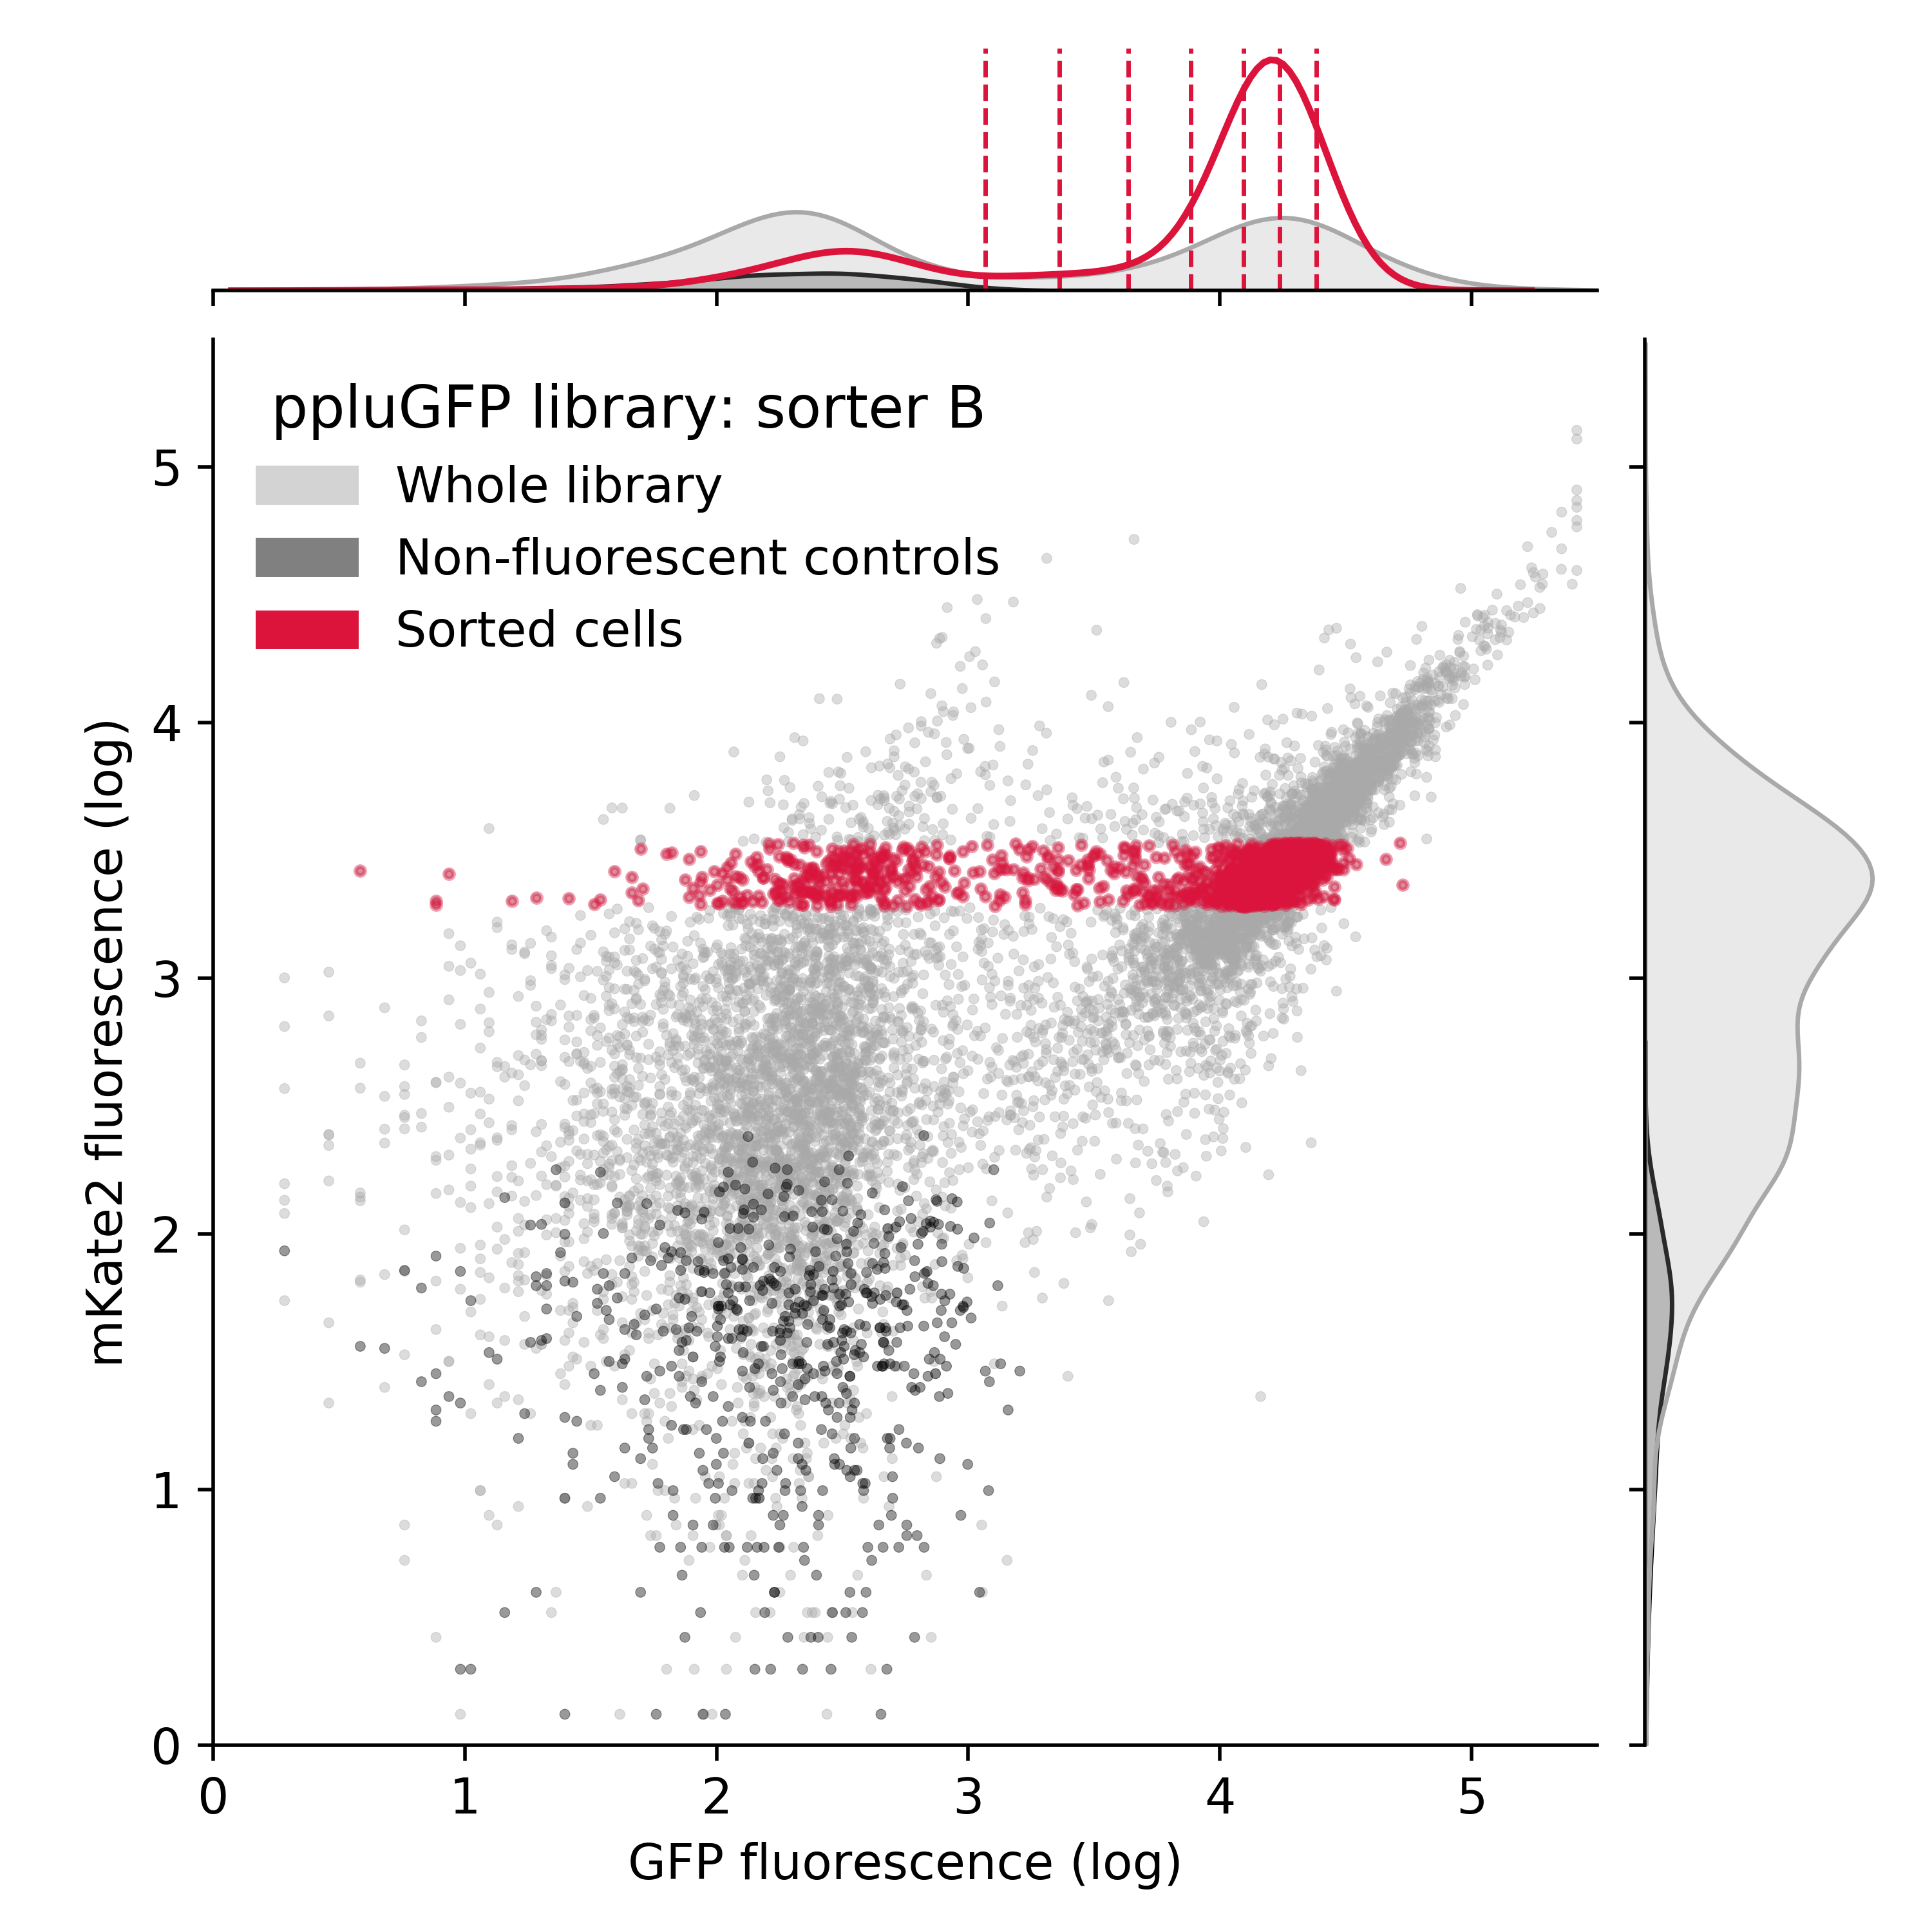 ppluGFP library: sorter B
Whole library
Non-fluorescent controls
Sorted cells
mKate2 fluorescence (log)
5
4
3
2
1
0
0 1 2 3 4 5
GFP fluorescence (log)